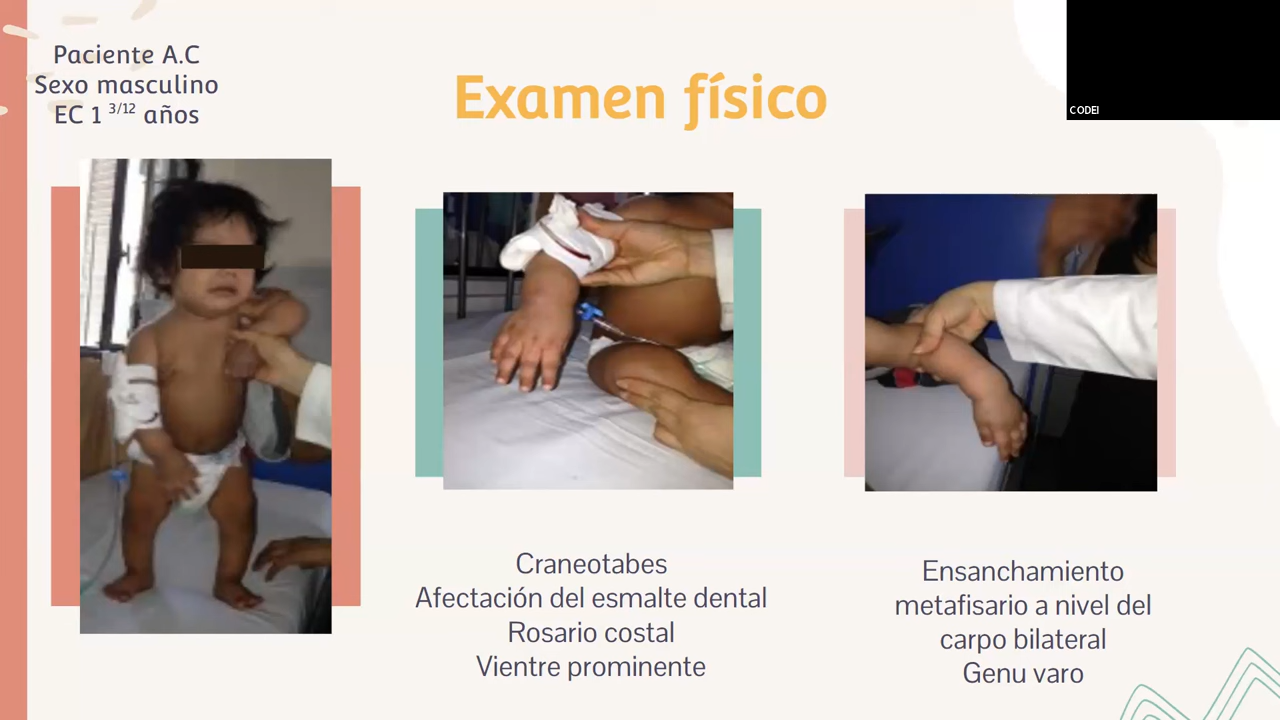 Paciente A.C
Sexo masculino
EC 1 3/12 años
Examen físico
CODEI
Craneotabes
Afectación del esmalte dental
Rosario costal
Vientre prominente
Ensanchamiento
metafisario a nivel del
carpo bilateral
Genu varo